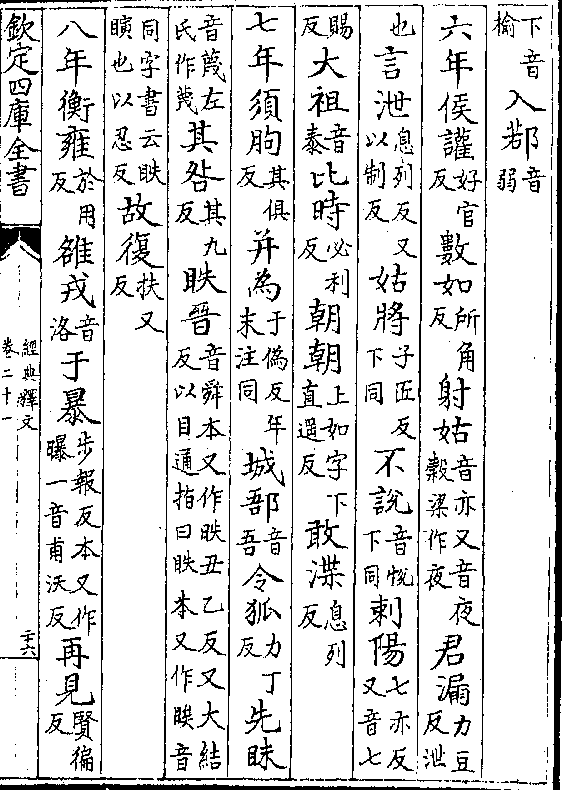 下音榆入鄀音弱
六年侯讙好官反數如所角反射姑音亦又音夜穀梁作夜君漏力豆反泄
也言泄息列反又以制反姑將子匠反下同不說音悅下同刺陽七亦反又音七
賜反大祖音泰比時必利反朝朝上如字下直遥反敢渫息列反
七年須朐其俱反并為于偽反年末注同城郚音吾令狐力丁反先眛
音蔑左氏作蔑其咎其九反眣晉音舜本又作眣丑乙反又大結反以目通指曰眣本又作䀹音
同字書云眣瞚也以忍反故復扶又反
八年衡雍於用反雒戎音洛于暴步報反本又作曝一音甫沃反再見賢徧反
欽定四庫全書
經典釋文
卷二十一
二十六